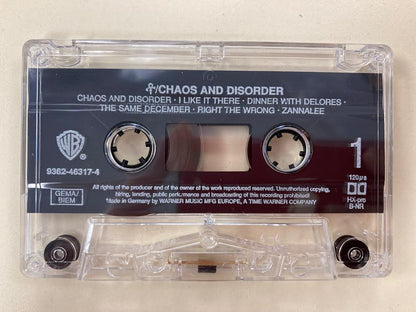 /CHAOS AND DISORDER
CHAOS AND DISORDER · I LIKE IT THERE · DINNER WITH DELORES ·
THE SAME DECEMBER · RIGHT THE WRONG · ZANNALEE
WB
9362-46317-4
1
GEMA/
BIEM
All rights of the producer and of the owner of the work reproduced reserved. Unauthorized copying,
hiring, lending, public performance and broadcasting of this recording prohibited!
Made in Germany by WARNER MUSIC MFG EUROPE, A TIME WARNER COMPANY
120μs
HX-pro
B-NR